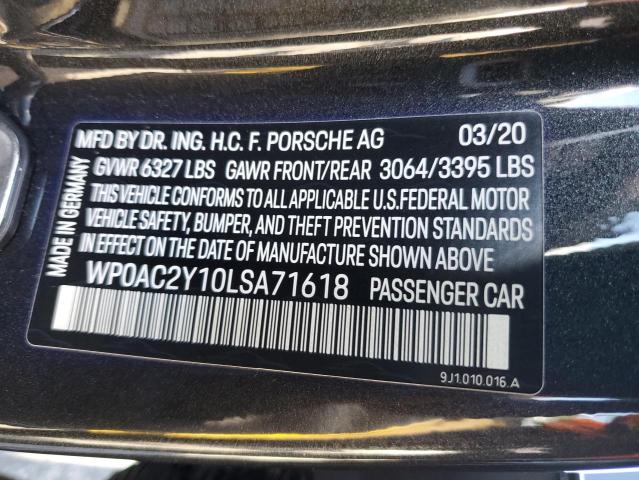 MFD BY DR. ING. H.C. F. PORSCHE AG 03/20
GVWR 6327 LBS GAWR FRONT/REAR 3064/3395 LBS
THIS VEHICLE CONFORMS TO ALL APPLICABLE U.S.FEDERAL MOTOR
VEHICLE SAFETY, BUMPER, AND THEFT PREVENTION STANDARDS
IN EFFECT ON THE DATE OF MANUFACTURE SHOWN ABOVE
WP0AC2Y10LSA71618 PASSENGER CAR
MADE IN GERMANY
9J1.010.016.A